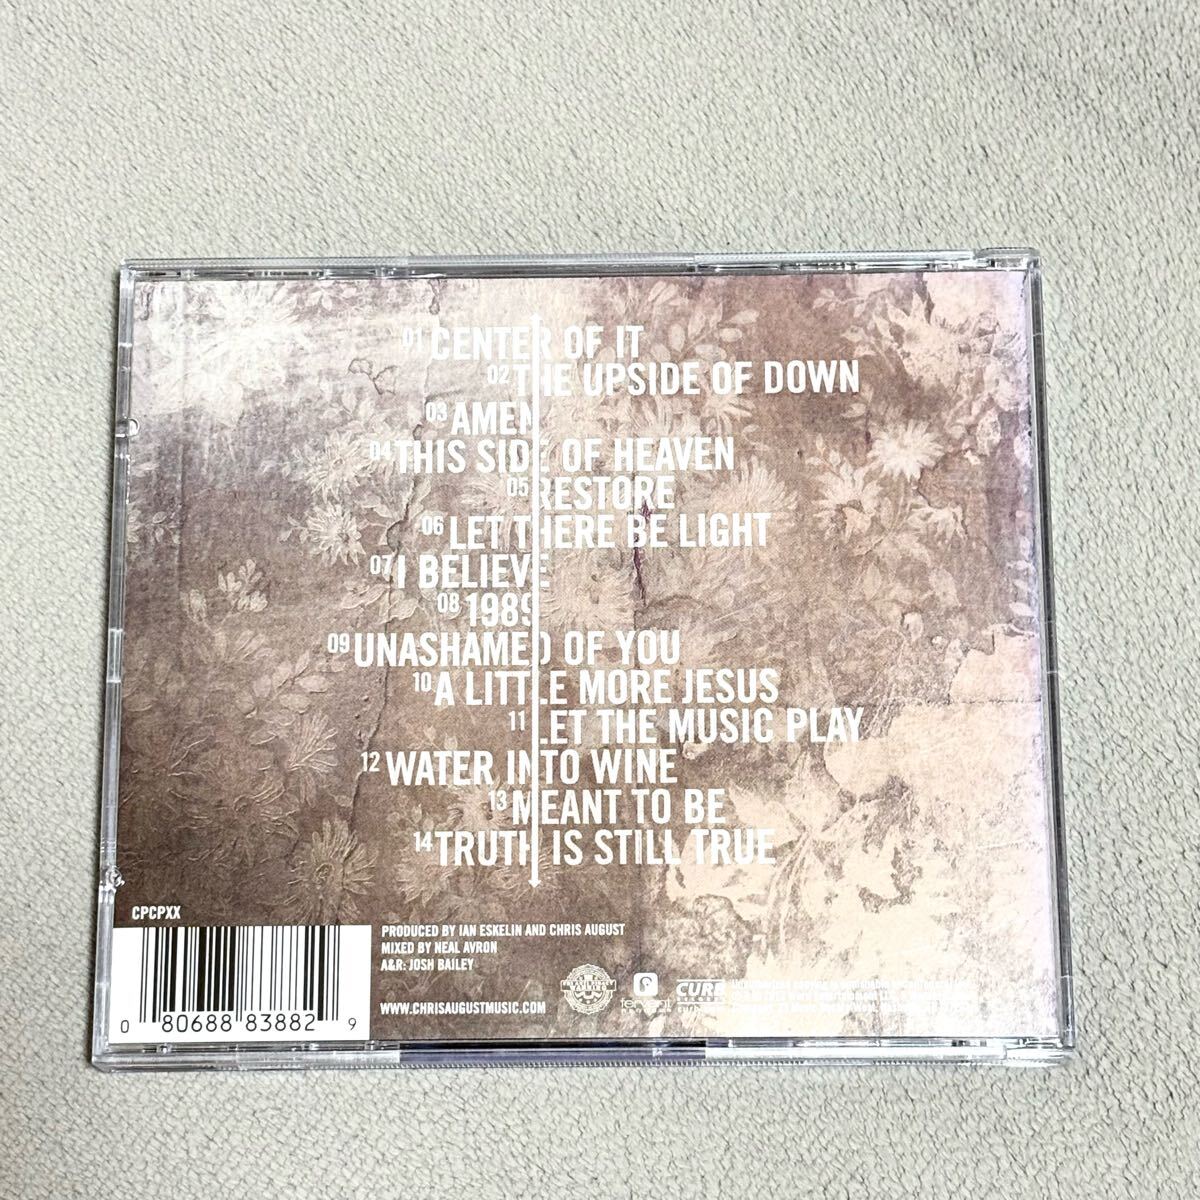 01 CENTER OF IT
02 THE UPSIDE OF DOWN
03 AMEN
04 THIS SIDE OF HEAVEN
05 RESTORE
06 LET THERE BE LIGHT
07 I BELIEVE
08 1989
09 UNASHAMED OF YOU
10 A LITTLE MORE JESUS
11 LET THE MUSIC PLAY
12 WATER INTO WINE
13 MEANT TO BE
14 TRUTH IS STILL TRUE
CPCPXX
PRODUCED BY IAN ESKELIN AND CHRIS AUGUST
MIXED BY NEAL AVRON
A&R: JOSH BAILEY
WWW.CHRISAUGUSTMUSIC.COM
fervent
CURB
RECORDS
0 80688 83882 9